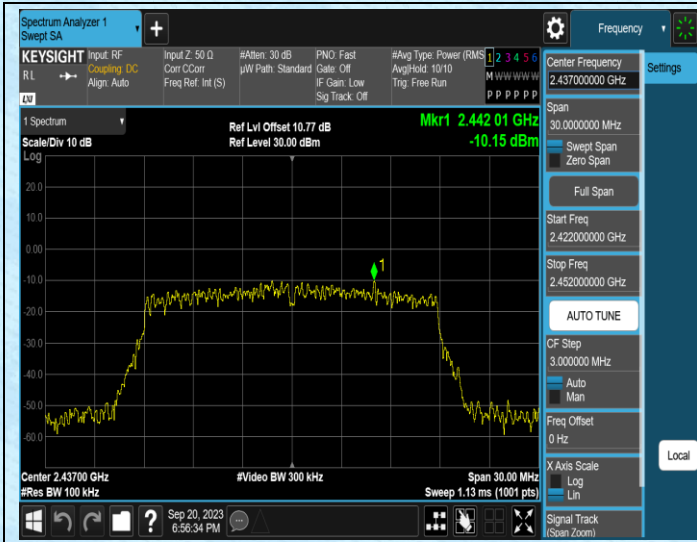 Spectrum Analyzer 1
Swept SA
+
Frequency
KEYSIGHT
RL
LXI
Input: RF
Coupling: DC
Align: Auto
Input Z: 50 Ω
Corr CCorr
Freq Ref: Int (S)
#Atten: 30 dB
µW Path: Standard
PNO: Fast
Gate: Off
IF Gain: Low
Sig Track: Off
#Avg Type: Power (RMS
Avg|Hold: 10/10
Trig: Free Run
1 2 3 4 5 6
M W W W W W
P P P P P P
1 Spectrum
Scale/Div 10 dB
Log
Ref Lvl Offset 10.77 dB
Ref Level 30.00 dBm
Mkr1 2.442 01 GHz
-10.15 dBm
20.0
10.0
0.00
-10.0
-20.0
-30.0
-40.0
-50.0
-60.0
1
Center 2.43700 GHz
#Res BW 100 kHz
#Video BW 300 kHz
Span 30.00 MHz
Sweep 1.13 ms (1001 pts)
?
Sep 20, 2023
6:56:34 PM
Center Frequency
2.437000000 GHz
Span
30.0000000 MHz
Swept Span
Zero Span
Full Span
Start Freq
2.422000000 GHz
Stop Freq
2.452000000 GHz
AUTO TUNE
CF Step
3.000000 MHz
Auto
Man
Freq Offset
0 Hz
X Axis Scale
Log
Lin
Signal Track
(Span Zoom)
Settings
Local